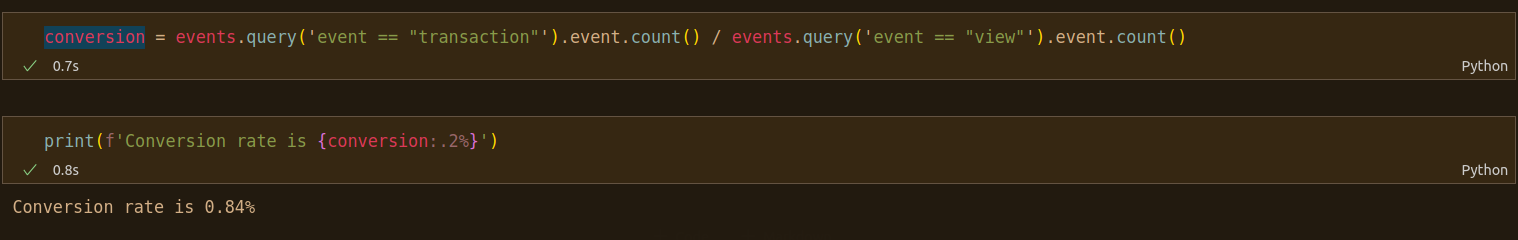 conversion = events.query('event == "transaction"').event.count() / events.query('event == "view"').event.count()
✓ 0.7s Python
print(f'Conversion rate is {conversion:.2%}')
✓ 0.8s Python
Conversion rate is 0.84%